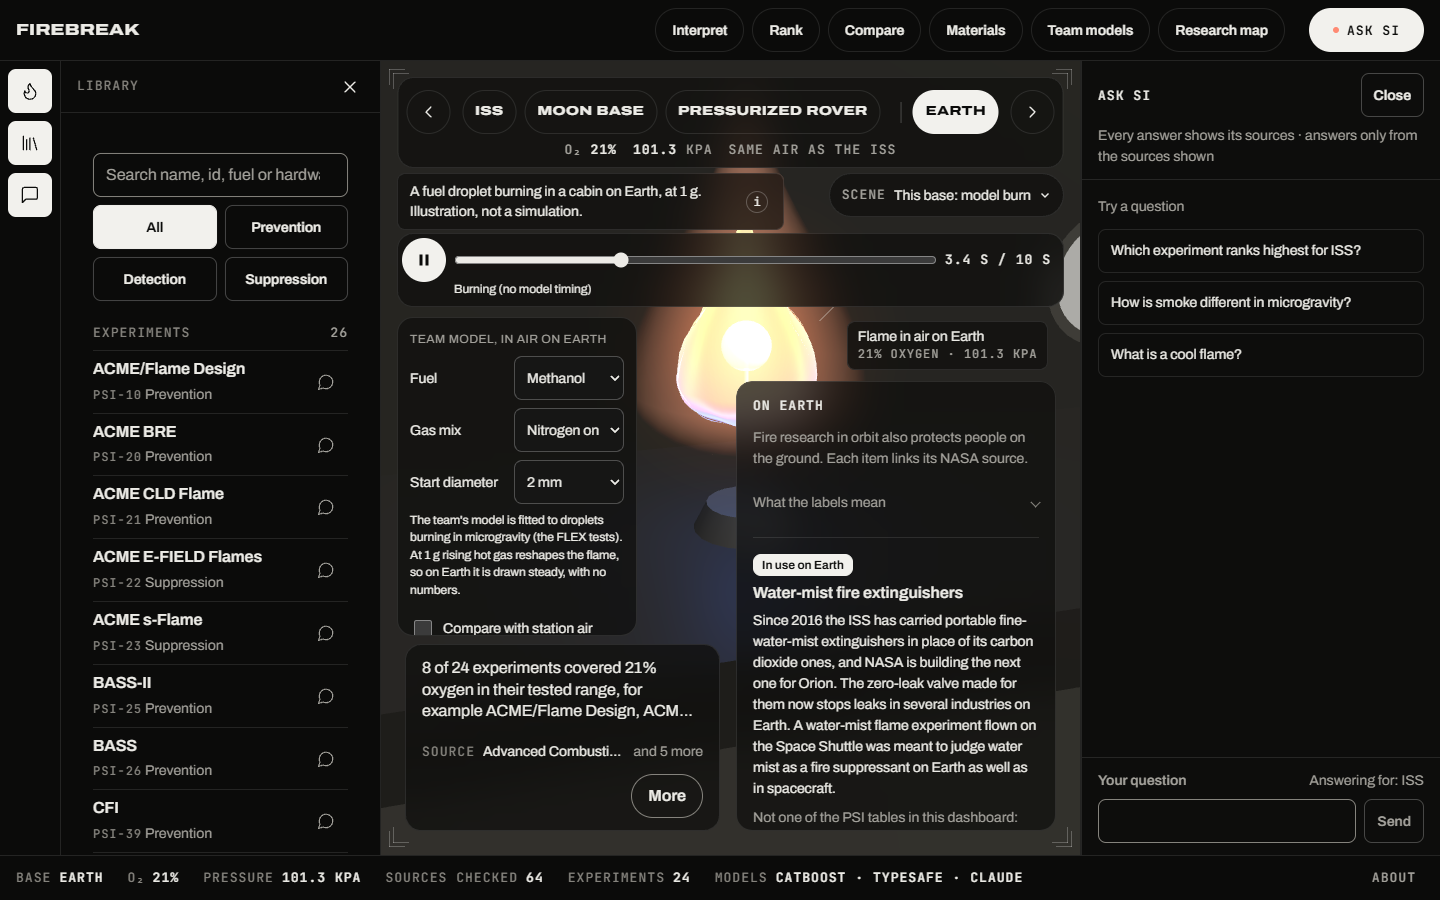 FIREBREAK
Interpret
Rank
Compare
Materials
Team models
Research map
ASK SI
LIBRARY
Search name, id, fuel or hardw
All
Prevention
Detection
Suppression
EXPERIMENTS 26
ACME/Flame Design
PSI-10 Prevention
ACME BRE
PSI-20 Prevention
ACME CLD Flame
PSI-21 Prevention
ACME E-FIELD Flames
PSI-22 Suppression
ACME s-Flame
PSI-23 Suppression
BASS-II
PSI-25 Prevention
BASS
PSI-26 Prevention
CFI
PSI-39 Prevention
ISS
MOON BASE
PRESSURIZED ROVER
EARTH
O₂ 21% 101.3 KPA SAME AIR AS THE ISS
A fuel droplet burning in a cabin on Earth, at 1 g.
Illustration, not a simulation.
i
SCENE This base: model burn
3.4 S / 10 S
Burning (no model timing)
TEAM MODEL, IN AIR ON EARTH
Fuel Methanol
Gas mix Nitrogen on
Start diameter 2 mm
The team's model is fitted to droplets
burning in microgravity (the FLEX tests).
At 1 g rising hot gas reshapes the flame,
so on Earth it is drawn steady, with no
numbers.
Compare with station air
Flame in air on Earth
21% OXYGEN · 101.3 KPA
8 of 24 experiments covered 21%
oxygen in their tested range, for
example ACME/Flame Design, ACM...
SOURCE Advanced Combusti... and 5 more
More
ON EARTH
Fire research in orbit also protects people on
the ground. Each item links its NASA source.
What the labels mean
In use on Earth
Water-mist fire extinguishers
Since 2016 the ISS has carried portable fine-
water-mist extinguishers in place of its carbon
dioxide ones, and NASA is building the next
one for Orion. The zero-leak valve made for
them now stops leaks in several industries on
Earth. A water-mist flame experiment flown on
the Space Shuttle was meant to judge water
mist as a fire suppressant on Earth as well as
in spacecraft.
Not one of the PSI tables in this dashboard:
ASK SI
Close
Every answer shows its sources · answers only from
the sources shown
Try a question
Which experiment ranks highest for ISS?
How is smoke different in microgravity?
What is a cool flame?
Your question Answering for: ISS
Send
BASE EARTH O₂ 21% PRESSURE 101.3 KPA SOURCES CHECKED 64 EXPERIMENTS 24 MODELS CATBOOST · TYPESAFE · CLAUDE ABOUT